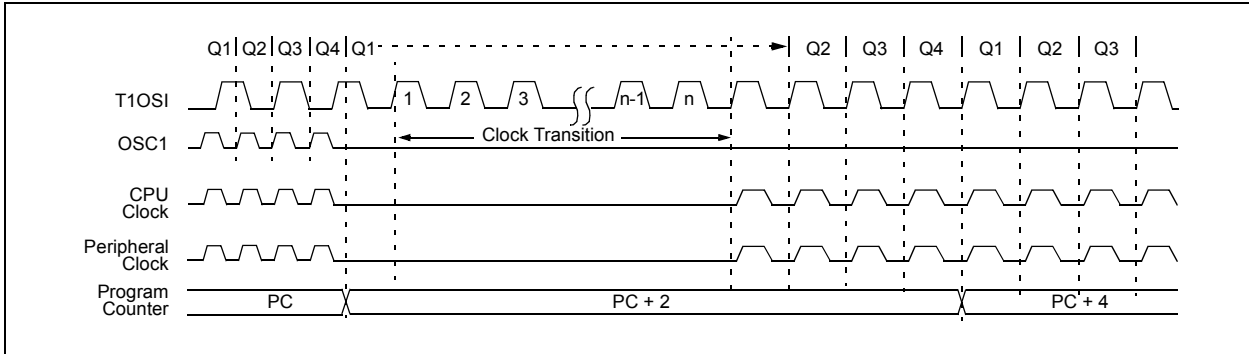 Q1 Q2 Q3 Q4 Q1 Q2 Q3 Q4 Q1 Q2 Q3
T1OSI 1 2 3 n-1 n
Clock Transition
OSC1
CPU
Clock
Peripheral
Clock
Program
Counter
PC PC + 2 PC + 4